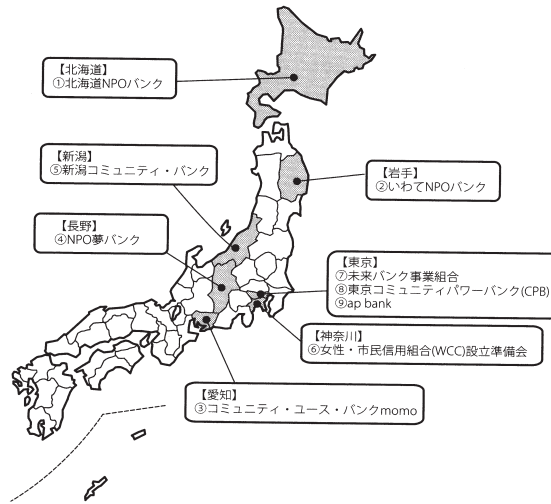 【北海道】
①北海道NPOバンク
【新潟】
⑤新潟コミュニティ・バンク
【岩手】
②いわてNPOバンク
【長野】
④NPO夢バンク
【東京】
⑦未来バンク事業組合
⑧東京コミュニティパワーバンク(CPB)
⑨ap bank
【神奈川】
⑥女性・市民信用組合(WCC)設立準備会
【愛知】
③コミュニティ・ユース・バンクmomo